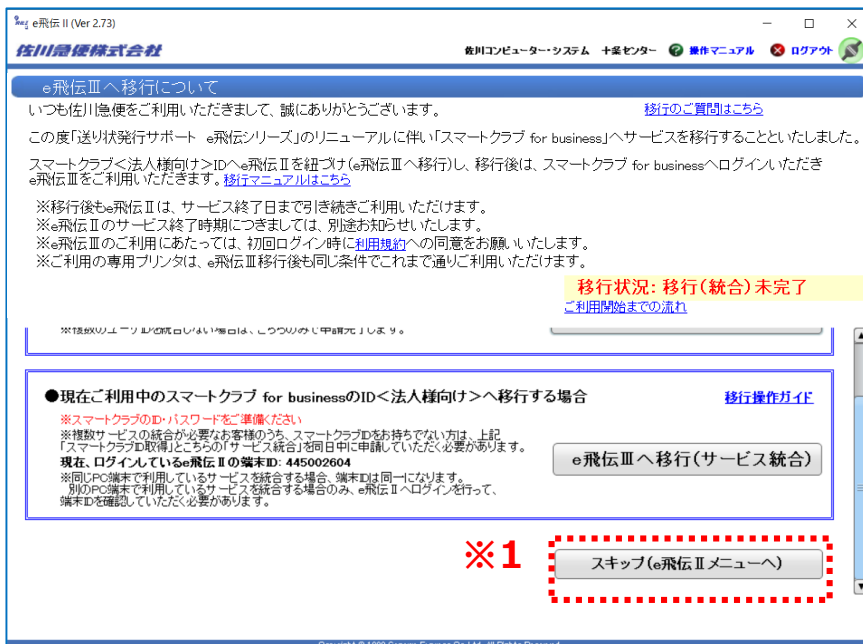 e飛伝Ⅱ (Ver 2.73)
佐川急便株式会社
佐川コンピューター・システム 十条センター 操作マニュアル ログアウト
e飛伝Ⅲへ移行について
いつも佐川急便をご利用いただきまして、誠にありがとうございます。 移行のご質問はこちら
この度「送り状発行サポート e飛伝シリーズ」のリニューアルに伴い「スマートクラブ for business」へサービスを移行することといたしました。
スマートクラブ<法人様向け>IDへe飛伝Ⅱを紐づけ(e飛伝Ⅲへ移行)し、移行後は、スマートクラブ for businessへログインいただき
e飛伝Ⅲをご利用いただきます。移行マニュアルはこちら
※移行後もe飛伝Ⅱは、サービス終了日まで引き続きご利用いただけます。
※e飛伝Ⅱのサービス終了時期につきましては、別途お知らせいたします。
※e飛伝Ⅲのご利用にあたっては、初回ログイン時に利用規約への同意をお願いいたします。
※ご利用の専用プリンタは、e飛伝Ⅲ移行後も同じ条件でこれまで通りご利用いただけます。
移行状況: 移行(統合)未完了
ご利用開始までの流れ
※複数のユーザIDを統合しない場合は、こちらのみで申請完了します。
●現在ご利用中のスマートクラブ for businessのID<法人様向け>へ移行する場合 移行操作ガイド
※スマートクラブのID・パスワードをご準備ください
※複数サービスの統合が必要なお客様のうち、スマートクラブIDをお持ちでない方は、上記
「スマートクラブID取得」とこちらの「サービス統合」を同日中に申請していただく必要があります。
現在、ログインしているe飛伝Ⅱの端末ID: 445002604
e飛伝Ⅲへ移行(サービス統合)
※同じPC端末で利用しているサービスを統合する場合、端末IDは同一になります。
別のPC端末で利用しているサービスを統合する場合のみ、e飛伝Ⅱへログインを行って、
端末IDを確認していただく必要があります。
※1
スキップ(e飛伝Ⅱメニューへ)